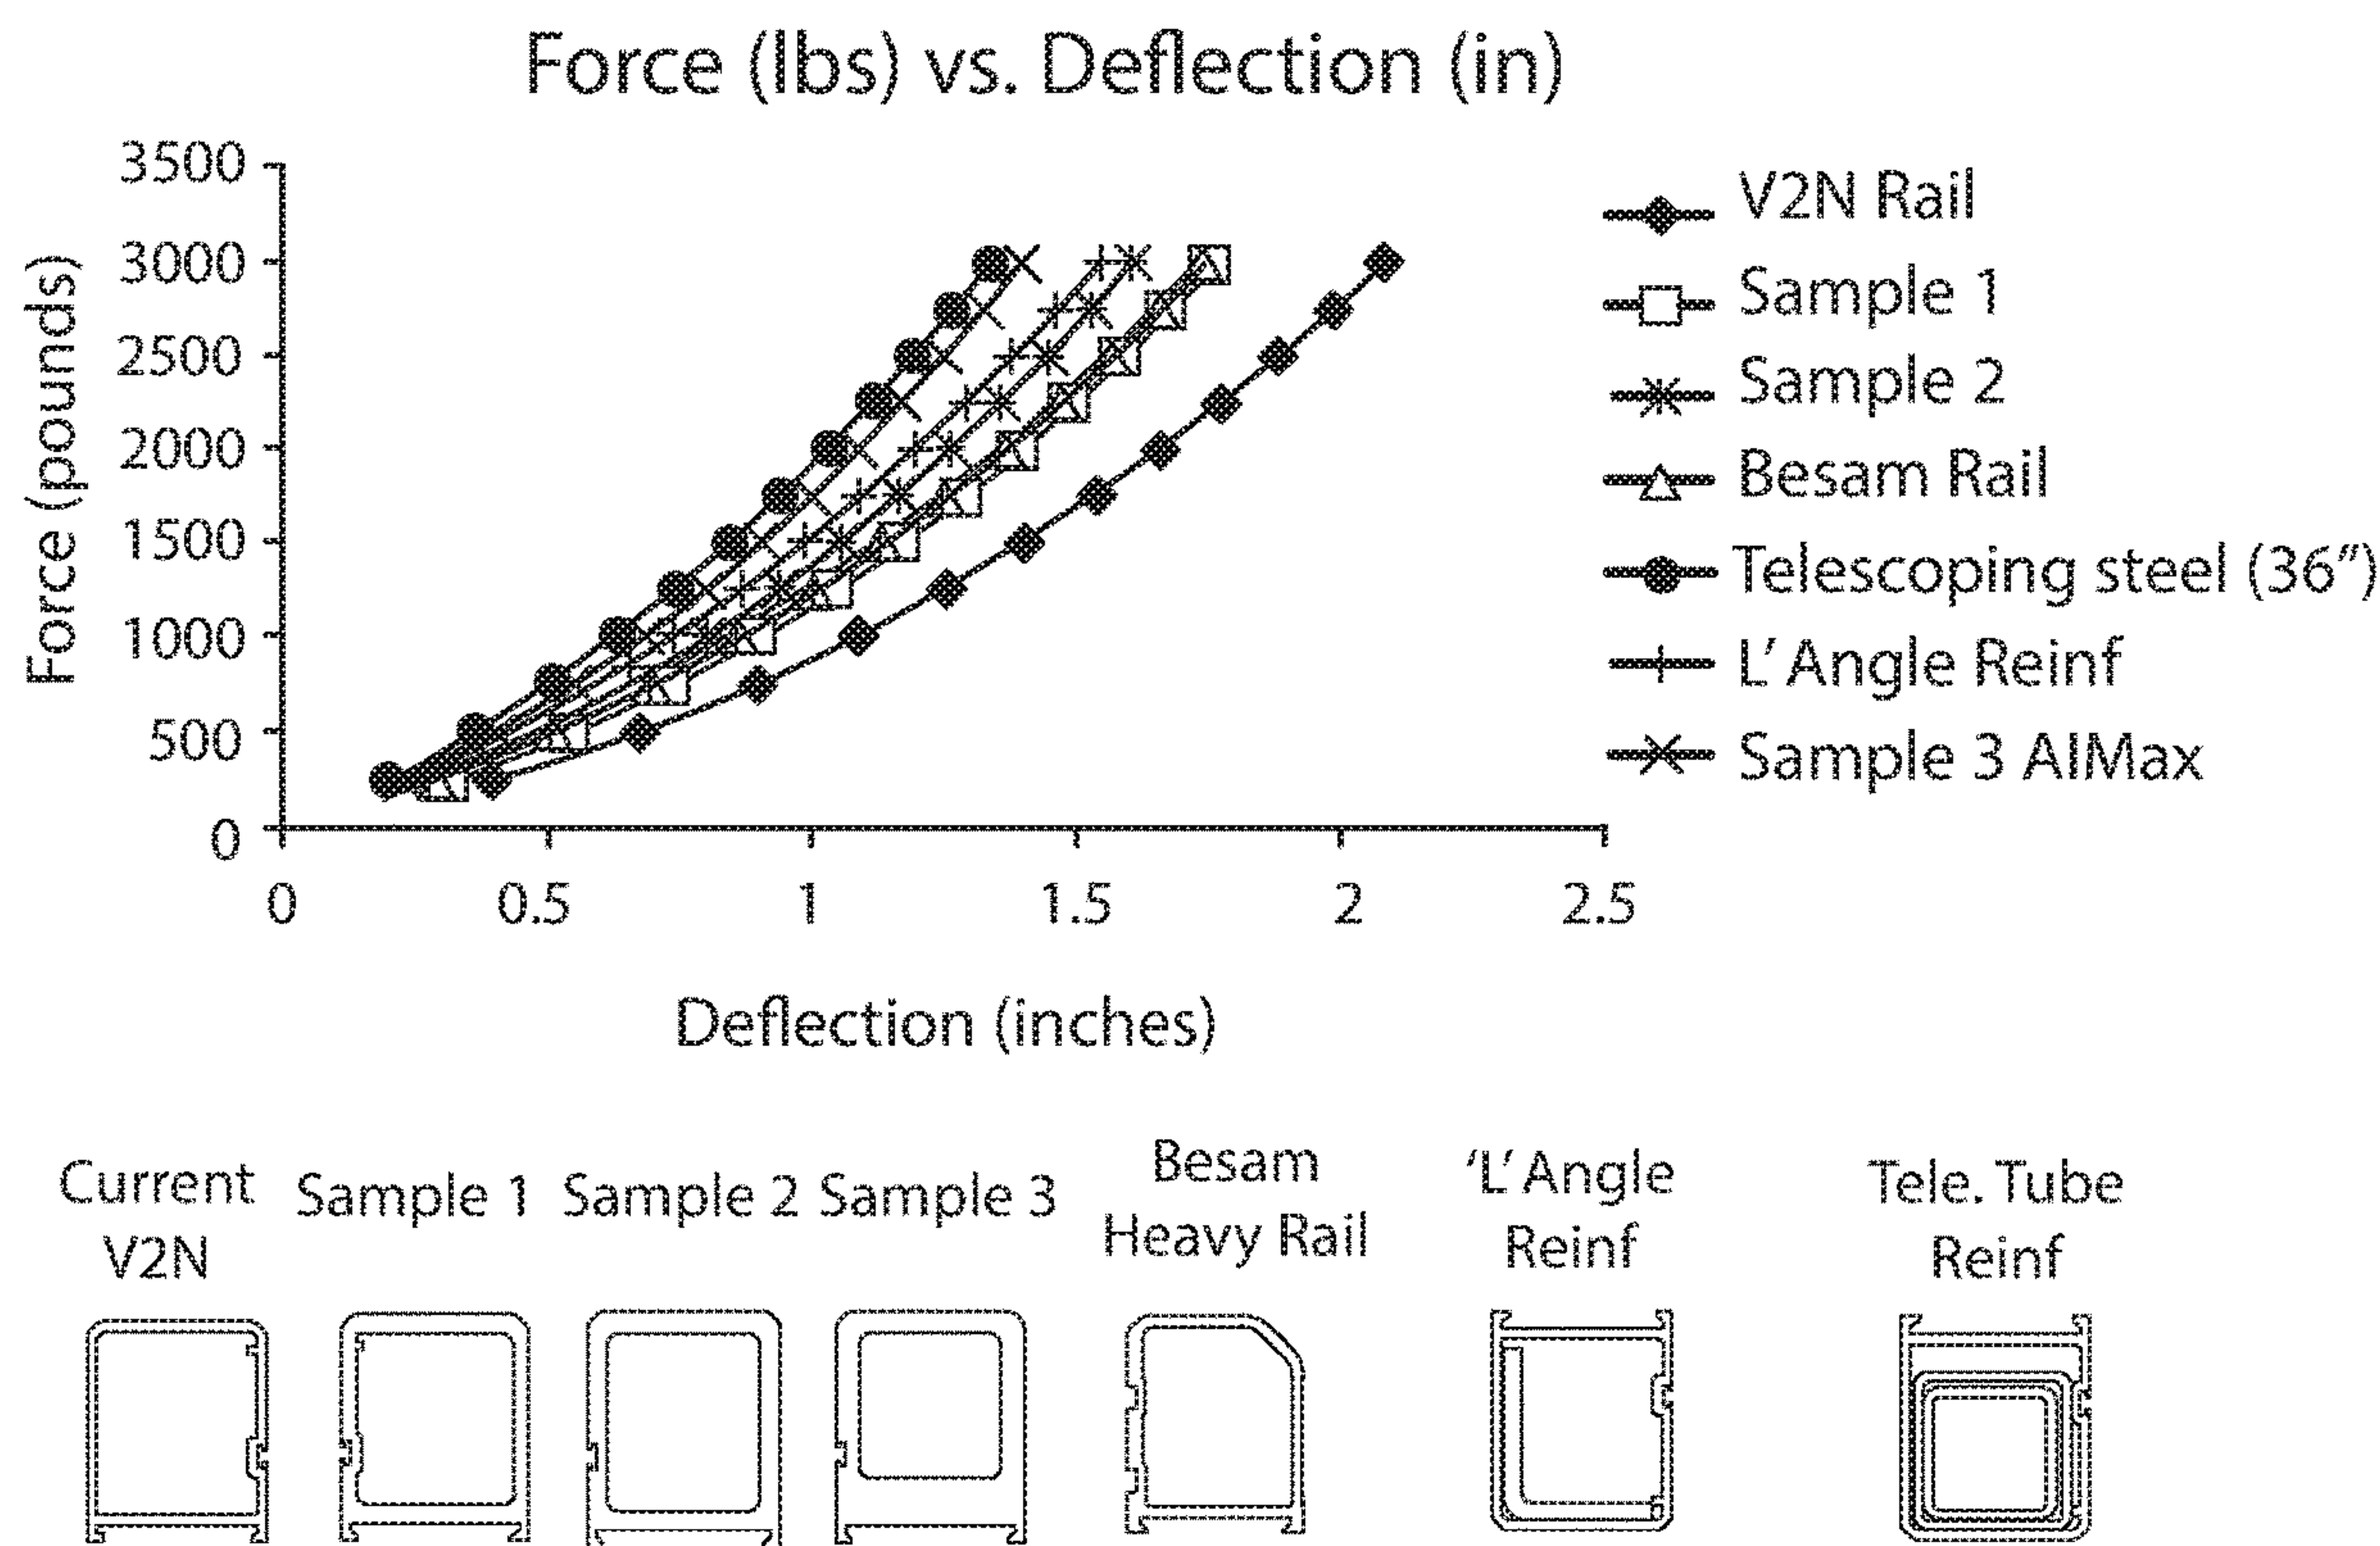 Force (lbs) vs. Deflection (in)
3500
3000
2500
2000
1500
1000
500
0
Force (pounds)
0 0.5 1 1.5 2 2.5
Deflection (inches)
V2N Rail
Sample 1
Sample 2
Besam Rail
Telescoping steel (36")
L' Angle Reinf
Sample 3 AlMax
Current
V2N
Sample 1
Sample 2
Sample 3
Besam
Heavy Rail
'L' Angle
Reinf
Tele. Tube
Reinf